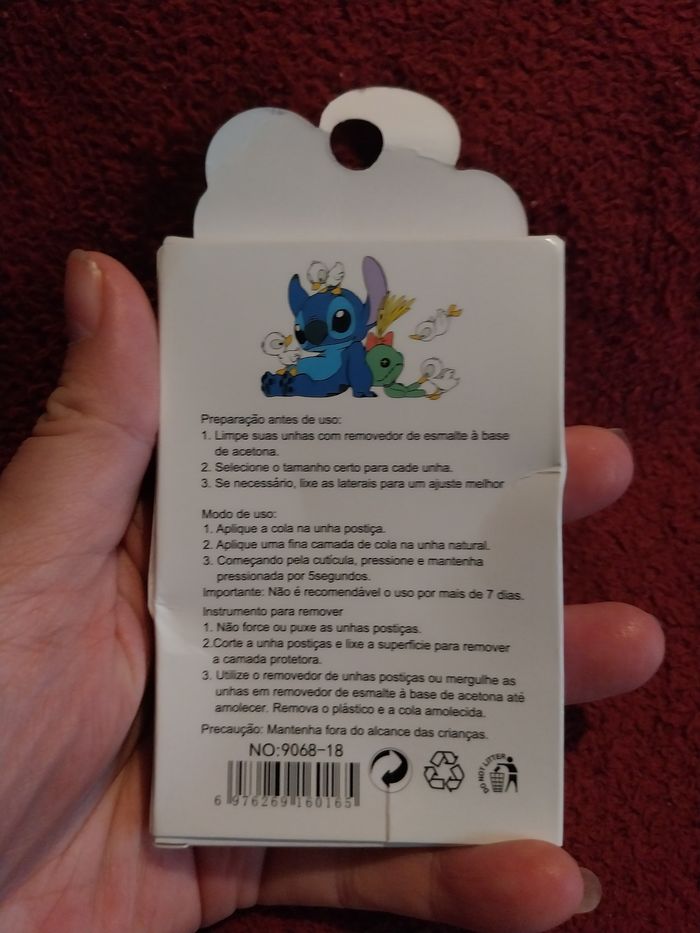 Preparação antes de uso:
1. Limpe suas unhas com removedor de esmalte à base
de acetona.
2. Selecione o tamanho certo para cade unha.
3. Se necessário, lixe as laterais para um ajuste melhor
Modo de uso:
1. Aplique a cola na unha postiça.
2. Aplique uma fina camada de cola na unha natural.
3. Começando pela cutícula, pressione e mantenha
pressionada por 5segundos.
Importante: Não é recomendável o uso por mais de 7 dias.
Instrumento para remover
1. Não force ou puxe as unhas postiças.
2.Corte a unha postiças e lixe a superfície para remover
a camada protetora.
3. Utilize o removedor de unhas postiças ou mergulhe as
unhas em removedor de esmalte à base de acetona até
amolecer. Remova o plástico e a cola amolecida.
Precaução: Mantenha fora do alcance das crianças.
NO:9068-18
6 976269 160165
DO NOT LITTER